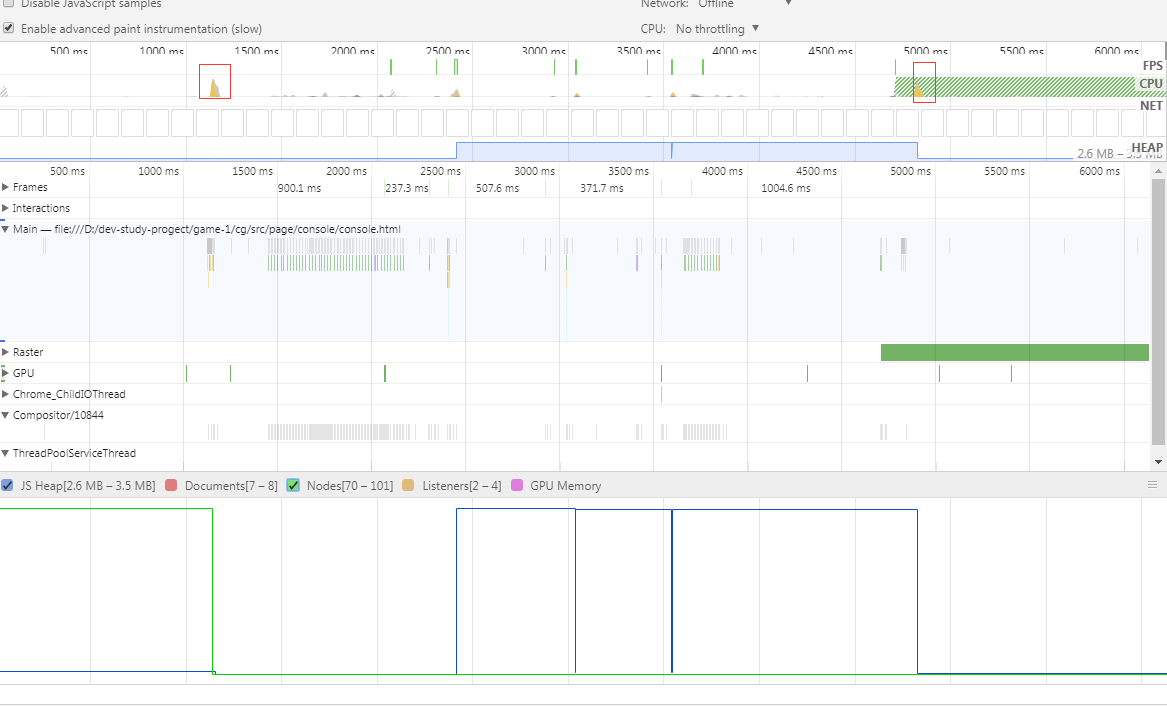 Disable JavaScript samples Network: Offline
Enable advanced paint instrumentation (slow) CPU: No throttling
500 ms 1000 ms 1500 ms 2000 ms 2500 ms 3000 ms 3500 ms 4000 ms 4500 ms 5000 ms 5500 ms 6000 ms
FPS
CPU
NET
HEAP
2.6 MB – 3.5 MB
500 ms 1000 ms 1500 ms 2000 ms 2500 ms 3000 ms 3500 ms 4000 ms 4500 ms 5000 ms 5500 ms 6000 ms
Frames 900.1 ms 237.3 ms 507.6 ms 371.7 ms 1004.6 ms
Interactions
Main — file:///D:/dev-study-progect/game-1/cg/src/page/console/console.html
Raster
GPU
Chrome_ChildIOThread
Compositor/10844
ThreadPoolServiceThread
JS Heap[2.6 MB – 3.5 MB] Documents[7 – 8] Nodes[70 – 101] Listeners[2 – 4] GPU Memory